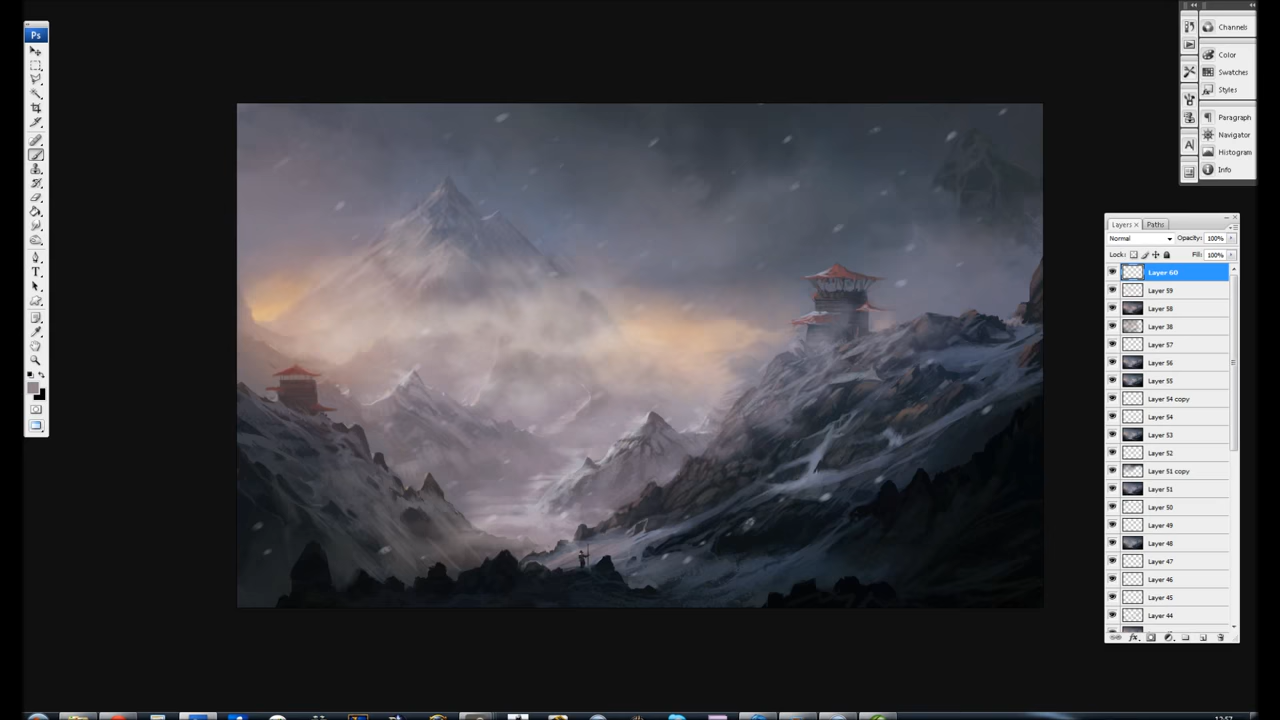 Ps
Channels
Color
Swatches
Styles
Paragraph
Navigator
Histogram
Info
Layers × Paths
Normal Opacity: 100%
Lock: Fill: 100%
Layer 60
Layer 59
Layer 58
Layer 38
Layer 57
Layer 56
Layer 55
Layer 54 copy
Layer 54
Layer 53
Layer 52
Layer 51 copy
Layer 51
Layer 50
Layer 49
Layer 48
Layer 47
Layer 46
Layer 45
Layer 44